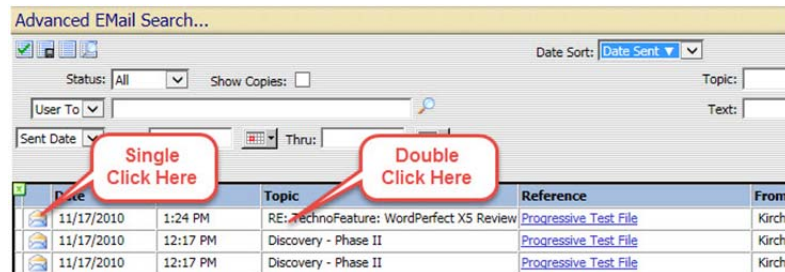 Advanced EMail Search...
Date Sort: Date Sent ▼
Status: All Show Copies: Topic:
User To Text:
Sent Date Thru:
Single
Click Here
Double
Click Here
Date Topic Reference From
11/17/2010 1:24 PM RE: TechnoFeature: WordPerfect X5 Review Progressive Test File Kirch
11/17/2010 12:17 PM Discovery - Phase II Progressive Test File Kirch
11/17/2010 12:17 PM Discovery - Phase II Progressive Test File Kirch